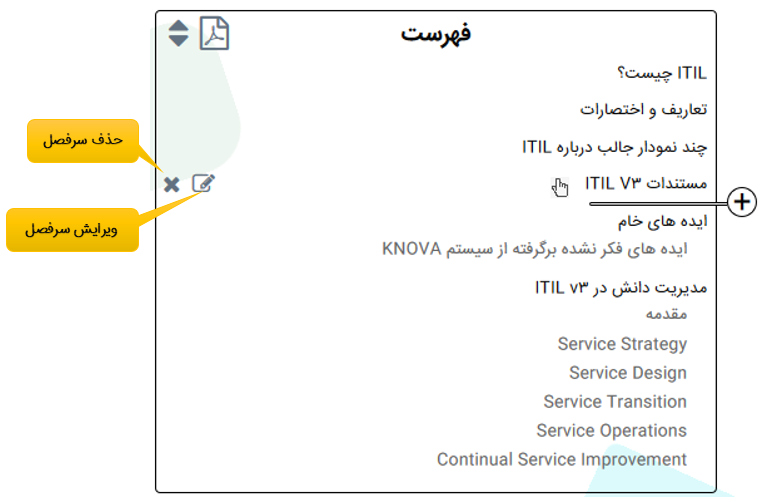 فهرست
ITIL چیست؟
تعاریف و اختصارات
چند نمودار جالب درباره ITIL
حذف سرفصل
مستندات ITIL V۳
ویرایش سرفصل
ایده های خام
ایده های فکر نشده برگرفته از سیستم KNOVA
مدیریت دانش در ITIL v۳
مقدمه
Service Strategy
Service Design
Service Transition
Service Operations
Continual Service Improvement